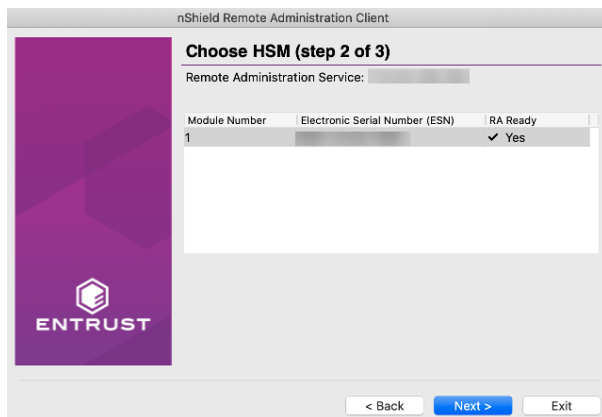 nShield Remote Administration Client
Choose HSM (step 2 of 3)
Remote Administration Service:
Module Number Electronic Serial Number (ESN) RA Ready
1 ✔ Yes
ENTRUST
< Back Next > Exit